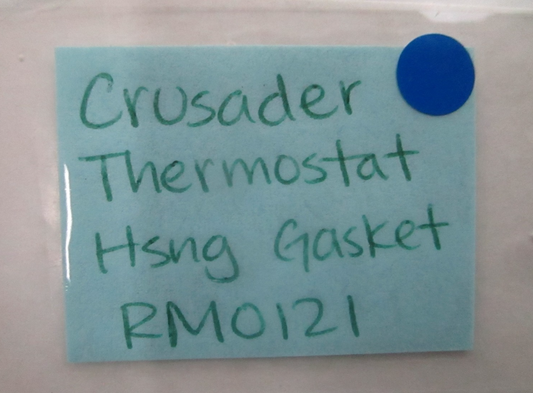 Crusader
Thermostat
Hsng Gasket
RM0121